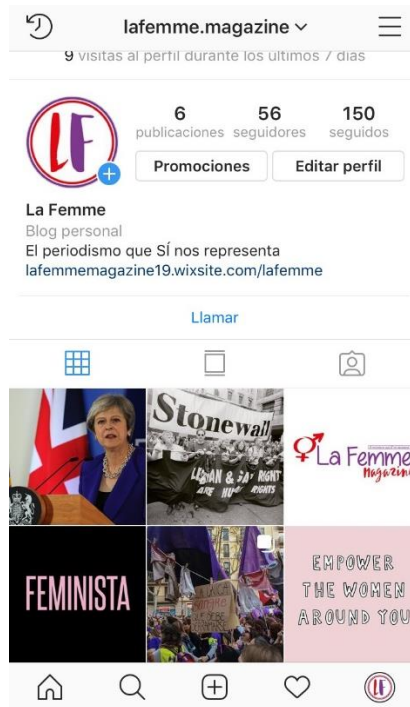 lafemme.magazine
9 visitas al perfil durante los últimos 7 días
LF
6 56 150
publicaciones seguidores seguidos
Promociones Editar perfil
La Femme
Blog personal
El periodismo que SÍ nos representa
lafemmemagazine19.wixsite.com/lafemme
Llamar
Stonewall
LESBIAN & GAY RIGHTS
ARE HUMAN RIGHTS
La Femme
Magazine
FEMINISTA
EMPOWER
THE WOMEN
AROUND YOU
LF